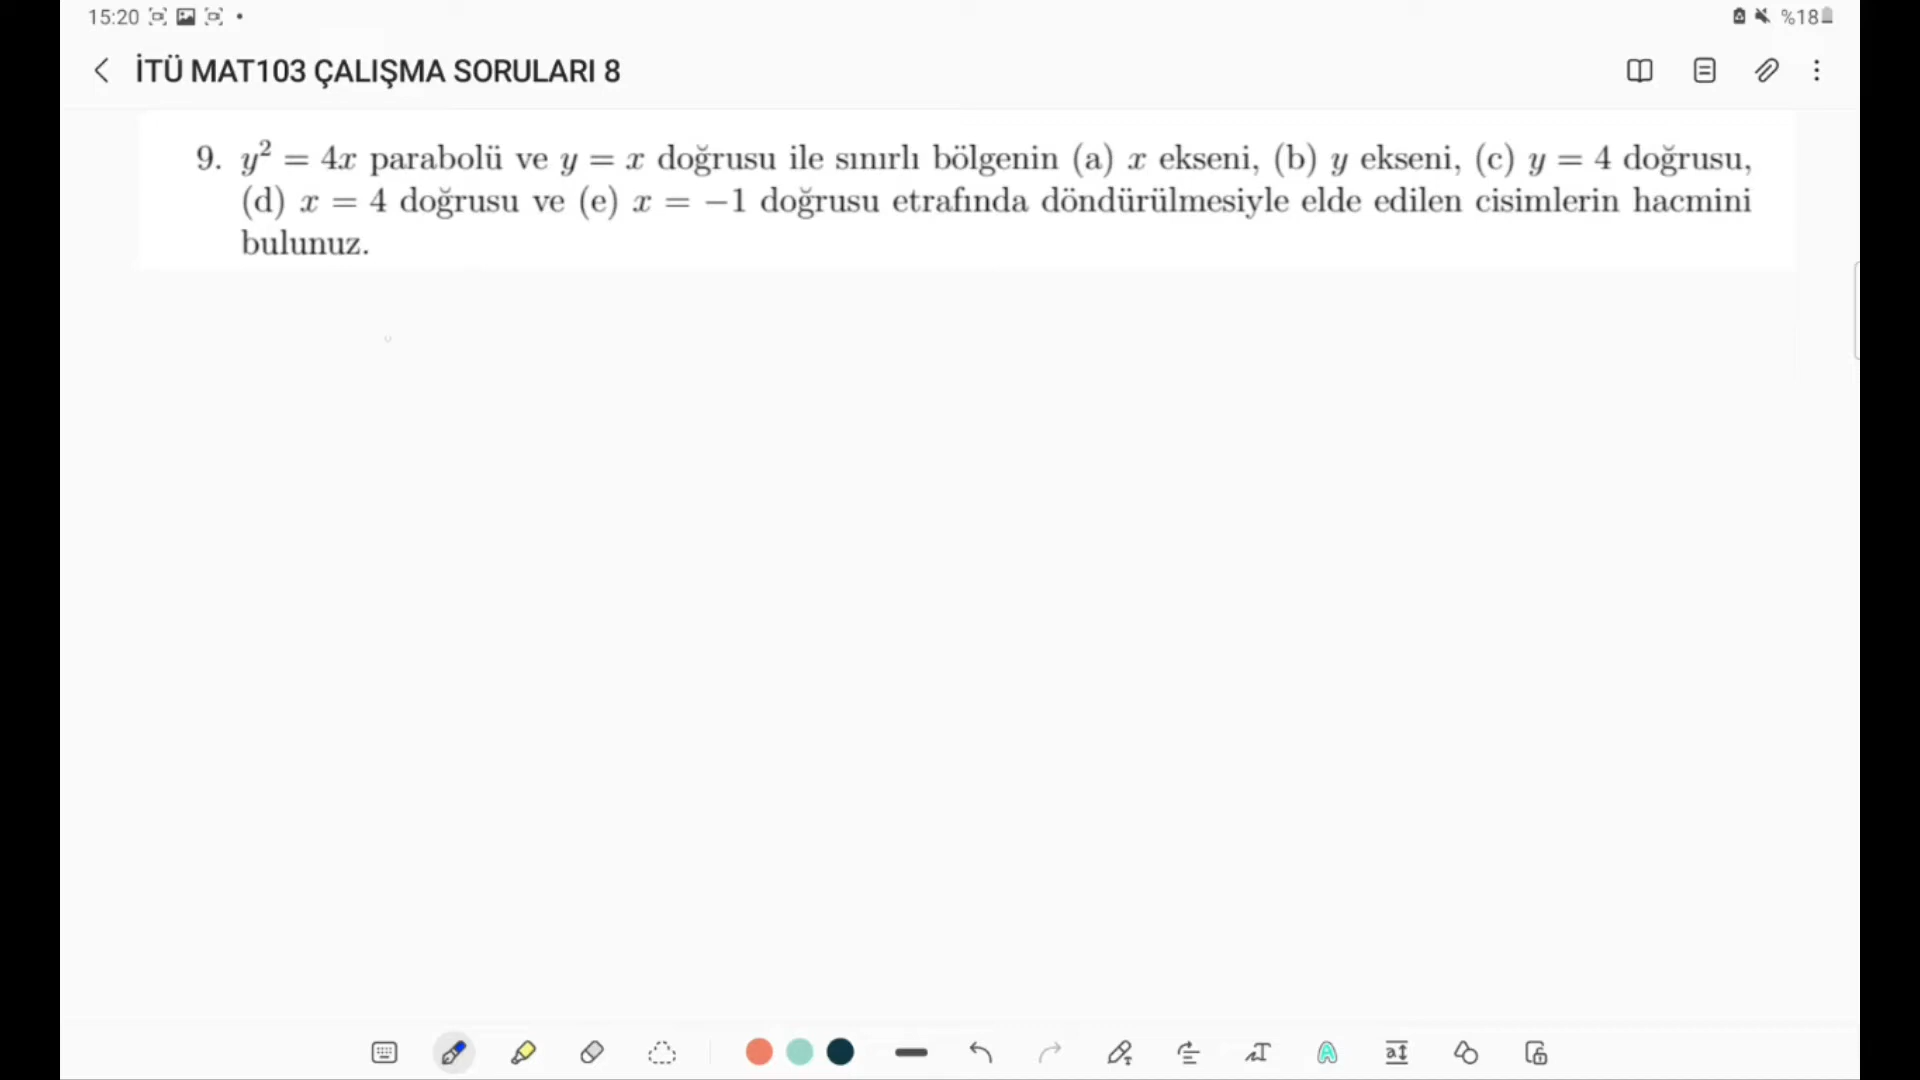 15:20
%18
İTÜ MAT103 ÇALIŞMA SORULARI 8
9. y² = 4x parabolü ve y = x doğrusu ile sınırlı bölgenin (a) x ekseni, (b) y ekseni, (c) y = 4 doğrusu,
(d) x = 4 doğrusu ve (e) x = −1 doğrusu etrafında döndürülmesiyle elde edilen cisimlerin hacmini
bulunuz.